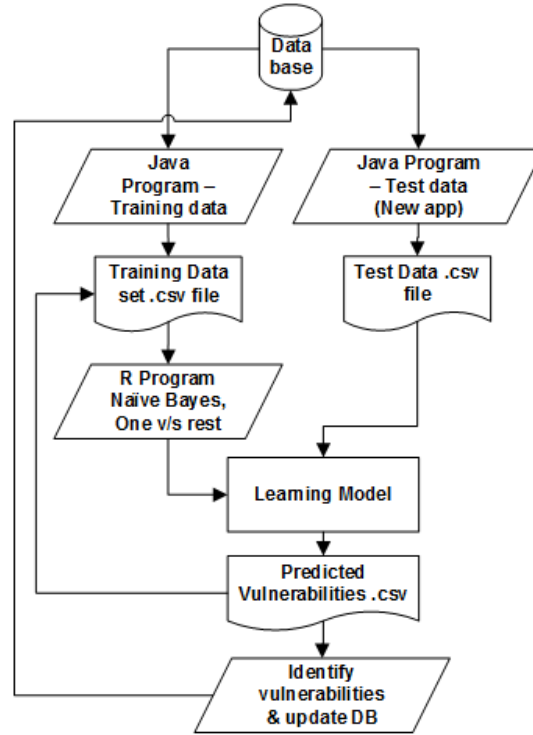 Data
base
Java
Program –
Training data
Java Program
– Test data
(New app)
Training Data
set .csv file
Test Data .csv
file
R Program
Naïve Bayes,
One v/s rest
Learning Model
Predicted
Vulnerabilities .csv
Identify
vulnerabilities
& update DB